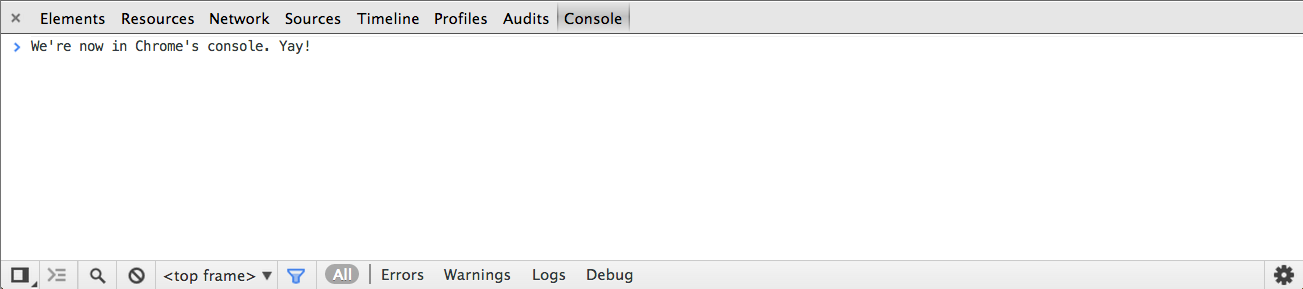 × Elements Resources Network Sources Timeline Profiles Audits Console
> We're now in Chrome's console. Yay!
<top frame> ▼ All | Errors Warnings Logs Debug